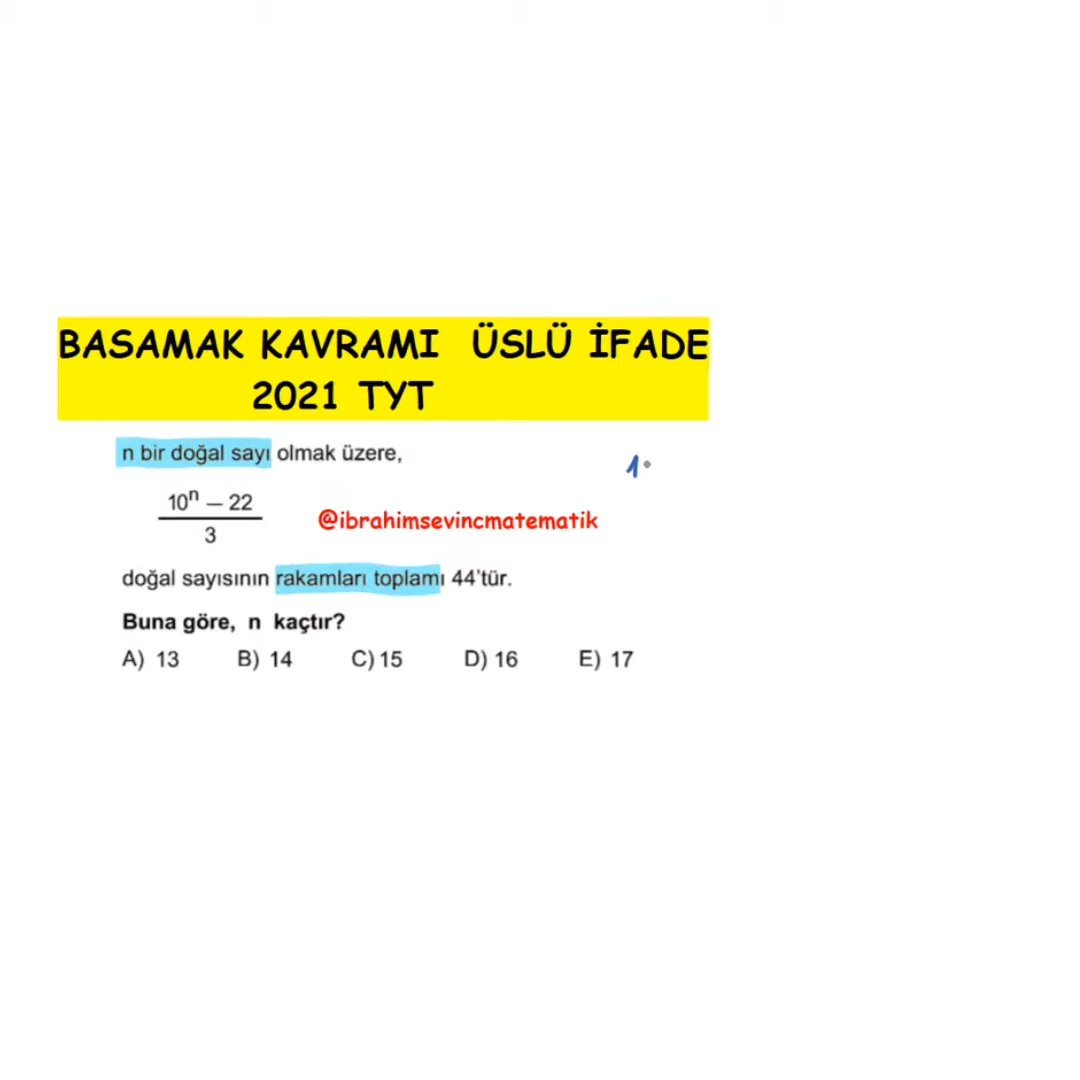 BASAMAK KAVRAMI ÜSLÜ İFADE
2021 TYT
n bir doğal sayı olmak üzere,
1
10ⁿ — 22
3
@ibrahimsevincmatematik
doğal sayısının rakamları toplamı 44'tür.
Buna göre, n kaçtır?
A) 13 B) 14 C) 15 D) 16 E) 17